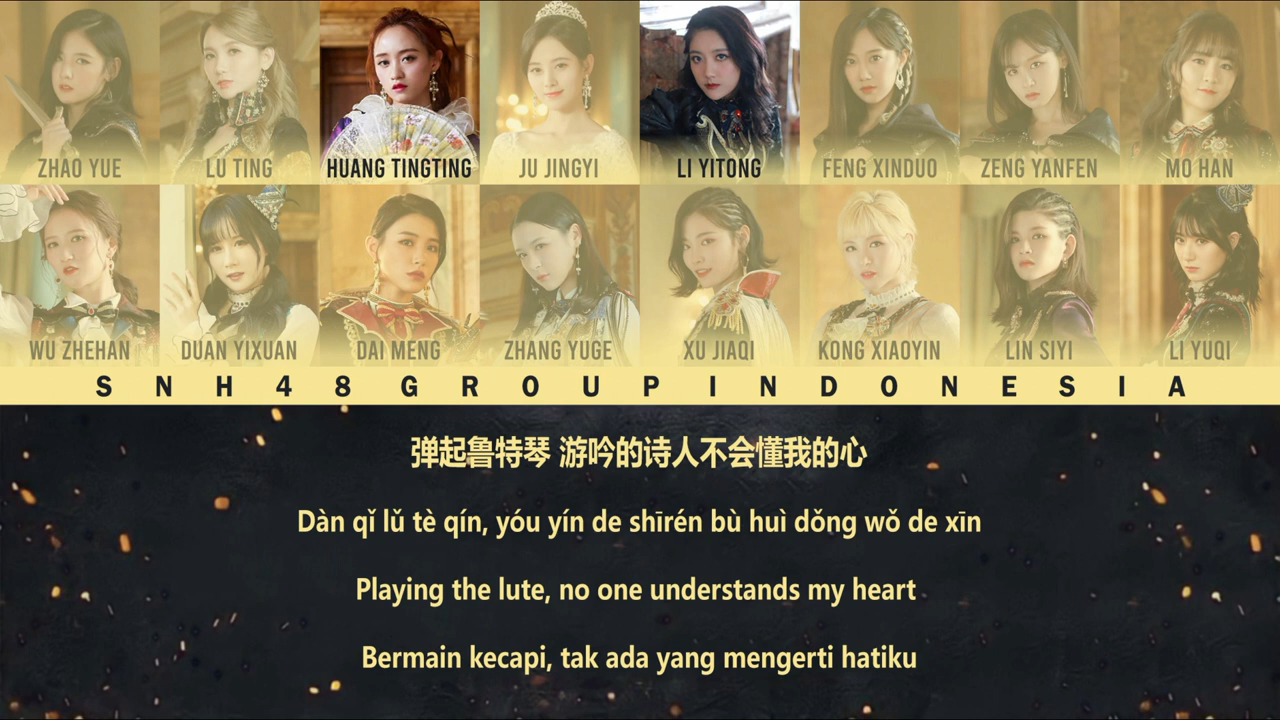 ZHAO YUE LU TING HUANG TINGTING JU JINGYI LI YITONG FENG XINDUO ZENG YANFEN MO HAN
WU ZHEHAN DUAN YIXUAN DAI MENG ZHANG YUGE XU JIAQI KONG XIAOYIN LIN SIYI LI YUQI
SNH48GROUPINDONESIA
弹起鲁特琴 游吟的诗人不会懂我的心
Dàn qǐ lǔ tè qín, yóu yín de shīrén bù huì dǒng wǒ de xīn
Playing the lute, no one understands my heart
Bermain kecapi, tak ada yang mengerti hatiku